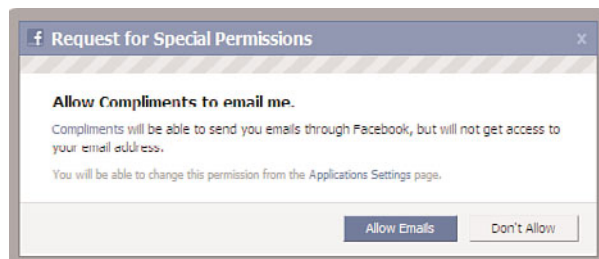 f Request for Special Permissions x
Allow Compliments to email me.
Compliments will be able to send you emails through Facebook, but will not get access to
your email address.
You will be able to change this permission from the Applications Settings page.
Allow Emails Don't Allow